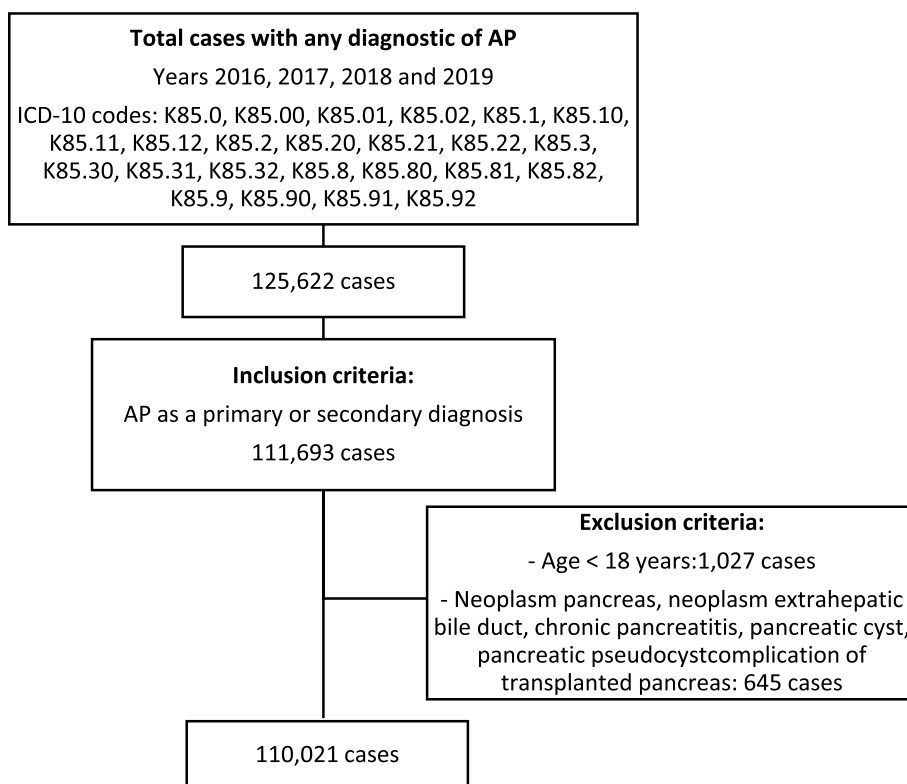 Total cases with any diagnostic of AP
Years 2016, 2017, 2018 and 2019
ICD-10 codes: K85.0, K85.00, K85.01, K85.02, K85.1, K85.10,
K85.11, K85.12, K85.2, K85.20, K85.21, K85.22, K85.3,
K85.30, K85.31, K85.32, K85.8, K85.80, K85.81, K85.82,
K85.9, K85.90, K85.91, K85.92
125,622 cases
Inclusion criteria:
AP as a primary or secondary diagnosis
111,693 cases
Exclusion criteria:
- Age < 18 years:1,027 cases
- Neoplasm pancreas, neoplasm extrahepatic
bile duct, chronic pancreatitis, pancreatic cyst,
pancreatic pseudocystcomplication of
transplanted pancreas: 645 cases
110,021 cases